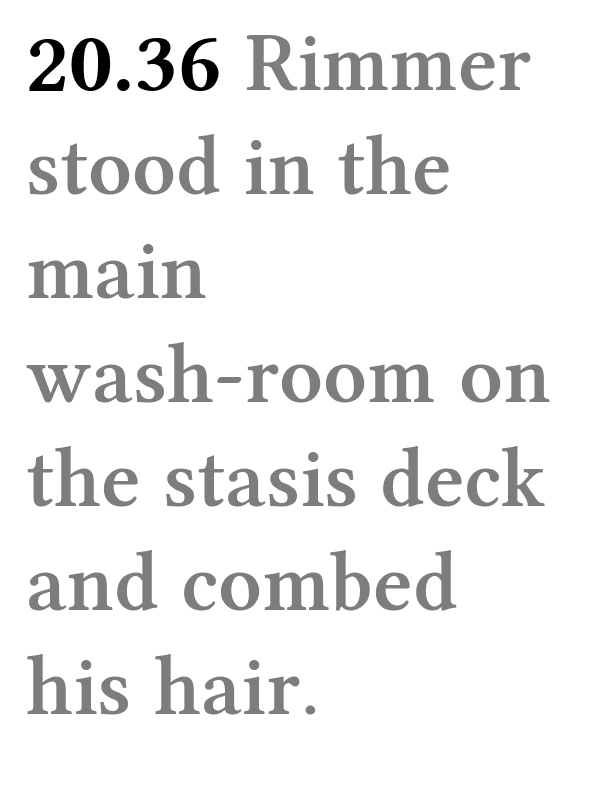 20.36 Rimmer
stood in the
main
wash-room on
the stasis deck
and combed
his hair.